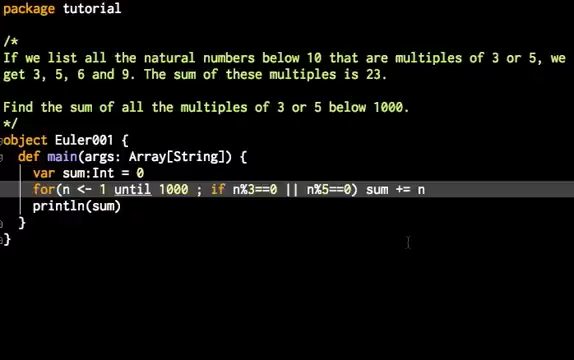 package tutorial
/*
If we list all the natural numbers below 10 that are multiples of 3 or 5, we
get 3, 5, 6 and 9. The sum of these multiples is 23.
Find the sum of all the multiples of 3 or 5 below 1000.
*/
object Euler001 {
def main(args: Array[String]) {
var sum:Int = 0
for(n <- 1 until 1000 ; if n%3==0 || n%5==0) sum += n
println(sum)
}
}